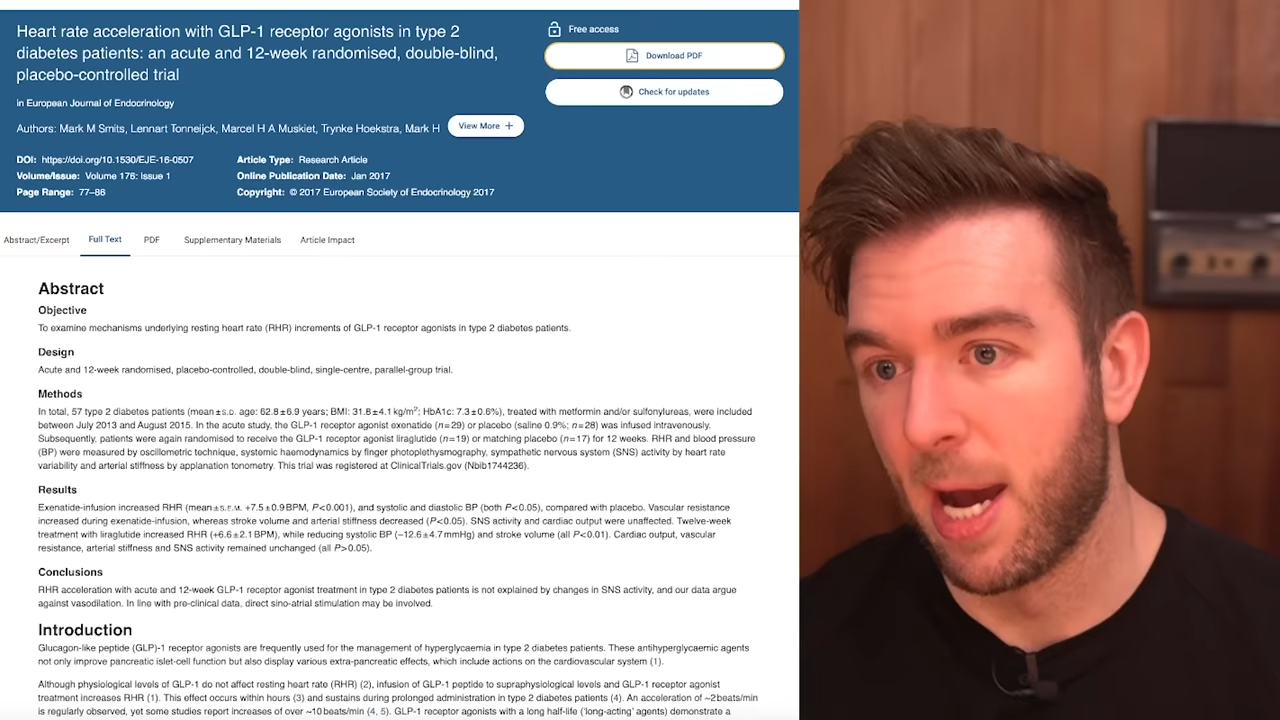 Heart rate acceleration with GLP-1 receptor agonists in type 2
diabetes patients: an acute and 12-week randomised, double-blind,
placebo-controlled trial
in European Journal of Endocrinology
Authors: Mark M Smits, Lennart Tonneijck, Marcel H A Muskiet, Trynke Hoekstra, Mark H
View More +
DOI: https://doi.org/10.1530/EJE-16-0507
Volume/Issue: Volume 176: Issue 1
Page Range: 77–86
Article Type: Research Article
Online Publication Date: Jan 2017
Copyright: © 2017 European Society of Endocrinology 2017
Free access
Download PDF
Check for updates
Abstract/Excerpt Full Text PDF Supplementary Materials Article Impact
Abstract
Objective
To examine mechanisms underlying resting heart rate (RHR) increments of GLP-1 receptor agonists in type 2 diabetes patients.
Design
Acute and 12-week randomised, placebo-controlled, double-blind, single-centre, parallel-group trial.
Methods
In total, 57 type 2 diabetes patients (mean±S.D. age: 62.8±6.9 years; BMI: 31.8±4.1 kg/m²; HbA1c: 7.3±0.6%), treated with metformin and/or sulfonylureas, were included
between July 2013 and August 2015. In the acute study, the GLP-1 receptor agonist exenatide (n=29) or placebo (saline 0.9%; n=28) was infused intravenously.
Subsequently, patients were again randomised to receive the GLP-1 receptor agonist liraglutide (n=19) or matching placebo (n=17) for 12 weeks. RHR and blood pressure
(BP) were measured by oscillometric technique, systemic haemodynamics by finger photoplethysmography, sympathetic nervous system (SNS) activity by heart rate
variability and arterial stiffness by applanation tonometry. This trial was registered at ClinicalTrials.gov (Nbib1744236).
Results
Exenatide-infusion increased RHR (mean±S.E.M. +7.5±0.9 BPM, P<0.001), and systolic and diastolic BP (both P<0.05), compared with placebo. Vascular resistance
increased during exenatide-infusion, whereas stroke volume and arterial stiffness decreased (P<0.05). SNS activity and cardiac output were unaffected. Twelve-week
treatment with liraglutide increased RHR (+6.6±2.1 BPM), while reducing systolic BP (−12.6±4.7 mmHg) and stroke volume (all P<0.01). Cardiac output, vascular
resistance, arterial stiffness and SNS activity remained unchanged (all P>0.05).
Conclusions
RHR acceleration with acute and 12-week GLP-1 receptor agonist treatment in type 2 diabetes patients is not explained by changes in SNS activity, and our data argue
against vasodilation. In line with pre-clinical data, direct sino-atrial stimulation may be involved.
Introduction
Glucagon-like peptide (GLP)-1 receptor agonists are frequently used for the management of hyperglycaemia in type 2 diabetes patients. These antihyperglycaemic agents
not only improve pancreatic islet-cell function but also display various extra-pancreatic effects, which include actions on the cardiovascular system (1).
Although physiological levels of GLP-1 do not affect resting heart rate (RHR) (2), infusion of GLP-1 peptide to supraphysiological levels and GLP-1 receptor agonist
treatment increases RHR (1). This effect occurs within hours (3) and sustains during prolonged administration in type 2 diabetes patients (4). An acceleration of ~2 beats/min
is regularly observed, yet some studies report increases of over ~10 beats/min (4, 5). GLP-1 receptor agonists with a long half-life ('long-acting' agents) demonstrate a